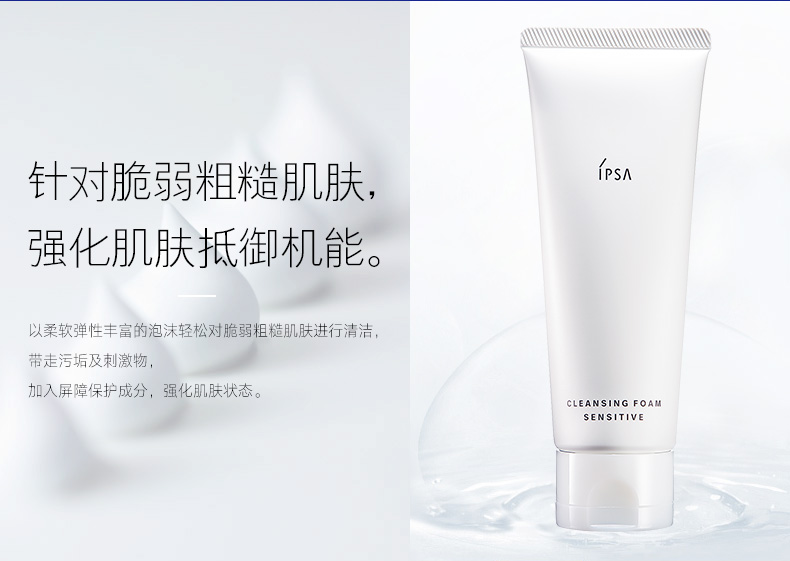 针对脆弱粗糙肌肤，
强化肌肤抵御机能。
以柔软弹性丰富的泡沫轻松对脆弱粗糙肌肤进行清洁，
带走污垢及刺激物，
加入屏障保护成分，强化肌肤状态。
ÍPSA
CLEANSING FOAM
SENSITIVE